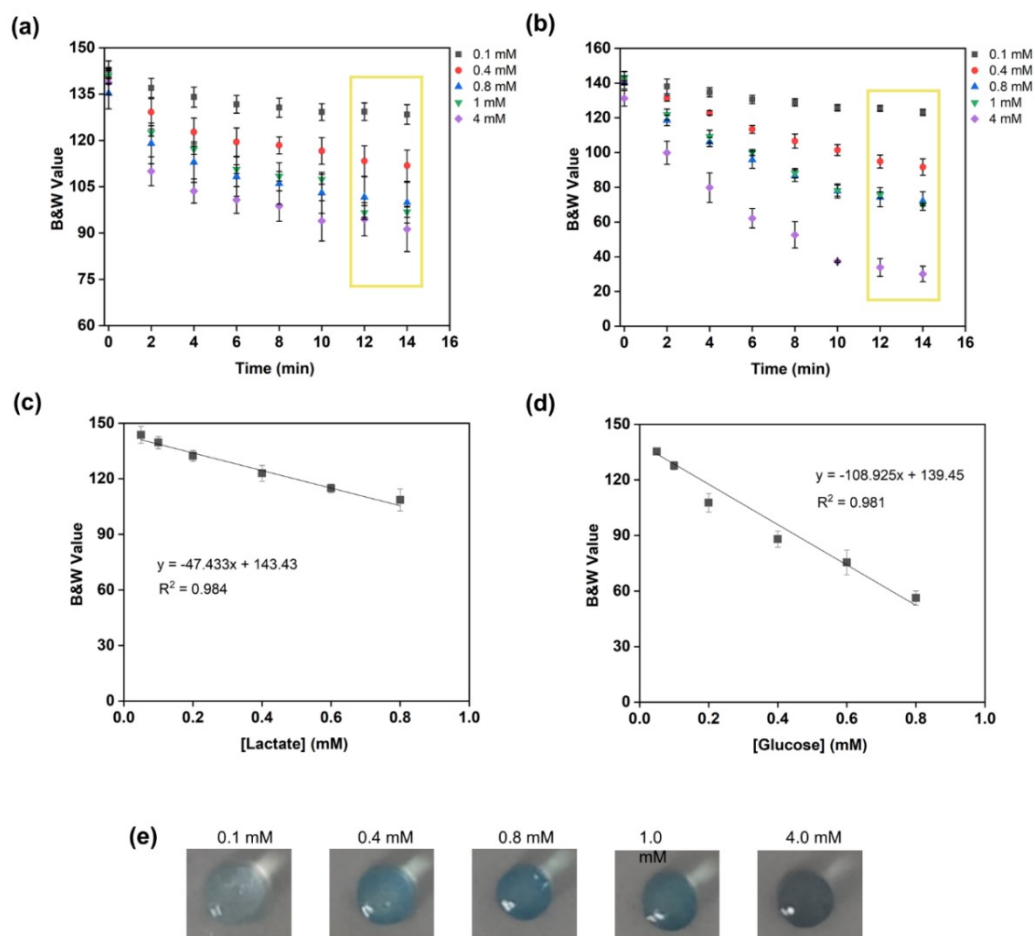 (a)
150
135
120
105
90
75
60
B&W Value
0 2 4 6 8 10 12 14 16
Time (min)
0.1 mM
0.4 mM
0.8 mM
1 mM
4 mM
(b)
160
140
120
100
80
60
40
20
0
B&W Value
0 2 4 6 8 10 12 14 16
Time (min)
0.1 mM
0.4 mM
0.8 mM
1 mM
4 mM
(c)
150
120
90
60
30
0
B&W Value
y = -47.433x + 143.43
R² = 0.984
0.0 0.2 0.4 0.6 0.8 1.0
[Lactate] (mM)
(d)
150
120
90
60
30
0
B&W Value
y = -108.925x + 139.45
R² = 0.981
0.0 0.2 0.4 0.6 0.8 1.0
[Glucose] (mM)
(e)
0.1 mM 0.4 mM 0.8 mM 1.0 4.0 mM
mM